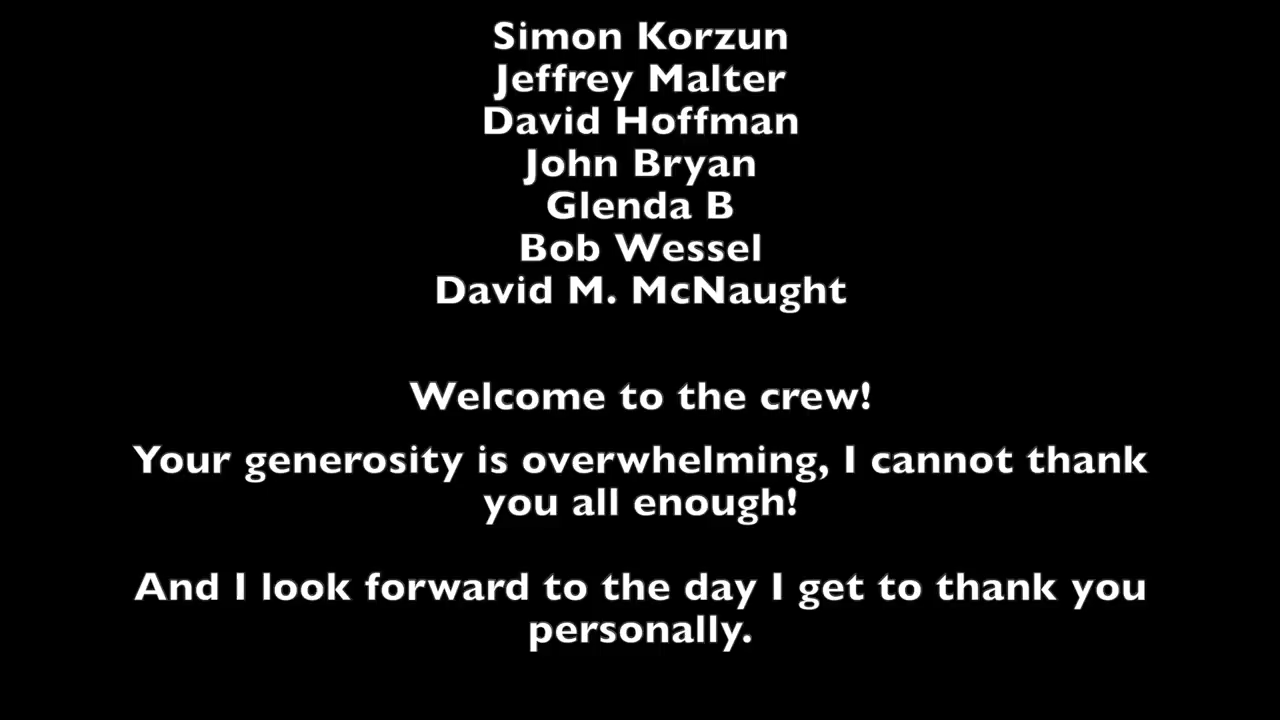 Simon Korzun
Jeffrey Malter
David Hoffman
John Bryan
Glenda B
Bob Wessel
David M. McNaught
Welcome to the crew!
Your generosity is overwhelming, I cannot thank
you all enough!
And I look forward to the day I get to thank you
personally.